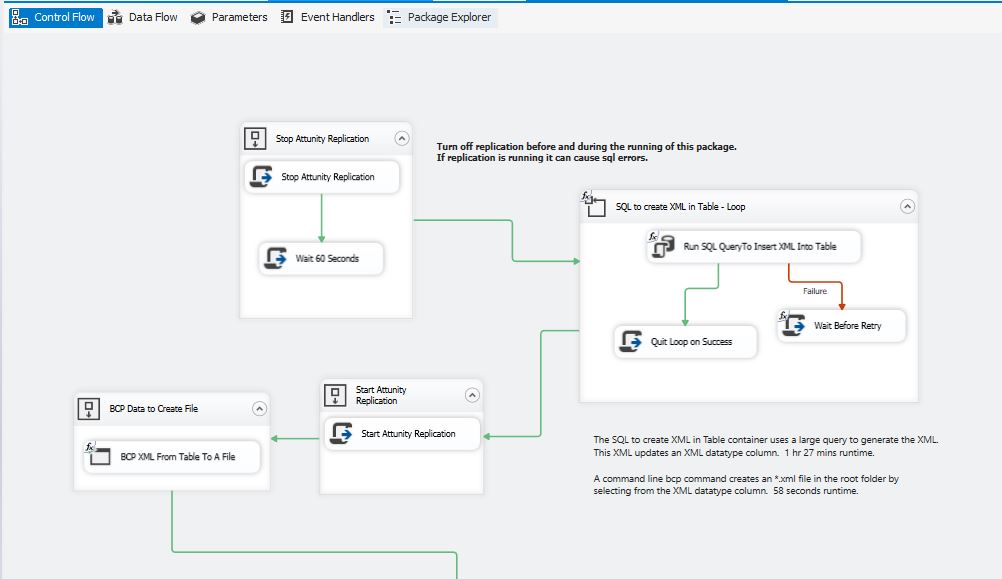 Control Flow
Data Flow
Parameters
Event Handlers
Package Explorer
Stop Attunity Replication
Stop Attunity Replication
Wait 60 Seconds
Turn off replication before and during the running of this package.
If replication is running it can cause sql errors.
fx
SQL to create XML in Table - Loop
fx
Run SQL QueryTo Insert XML Into Table
Failure
Quit Loop on Success
fx
Wait Before Retry
Start Attunity
Replication
Start Attunity Replication
BCP Data to Create File
fx
BCP XML From Table To A File
The SQL to create XML in Table container uses a large query to generate the XML.
This XML updates an XML datatype column.  1 hr 27 mins runtime.
A command line bcp command creates an *.xml file in the root folder by
selecting from the XML datatype column.  58 seconds runtime.